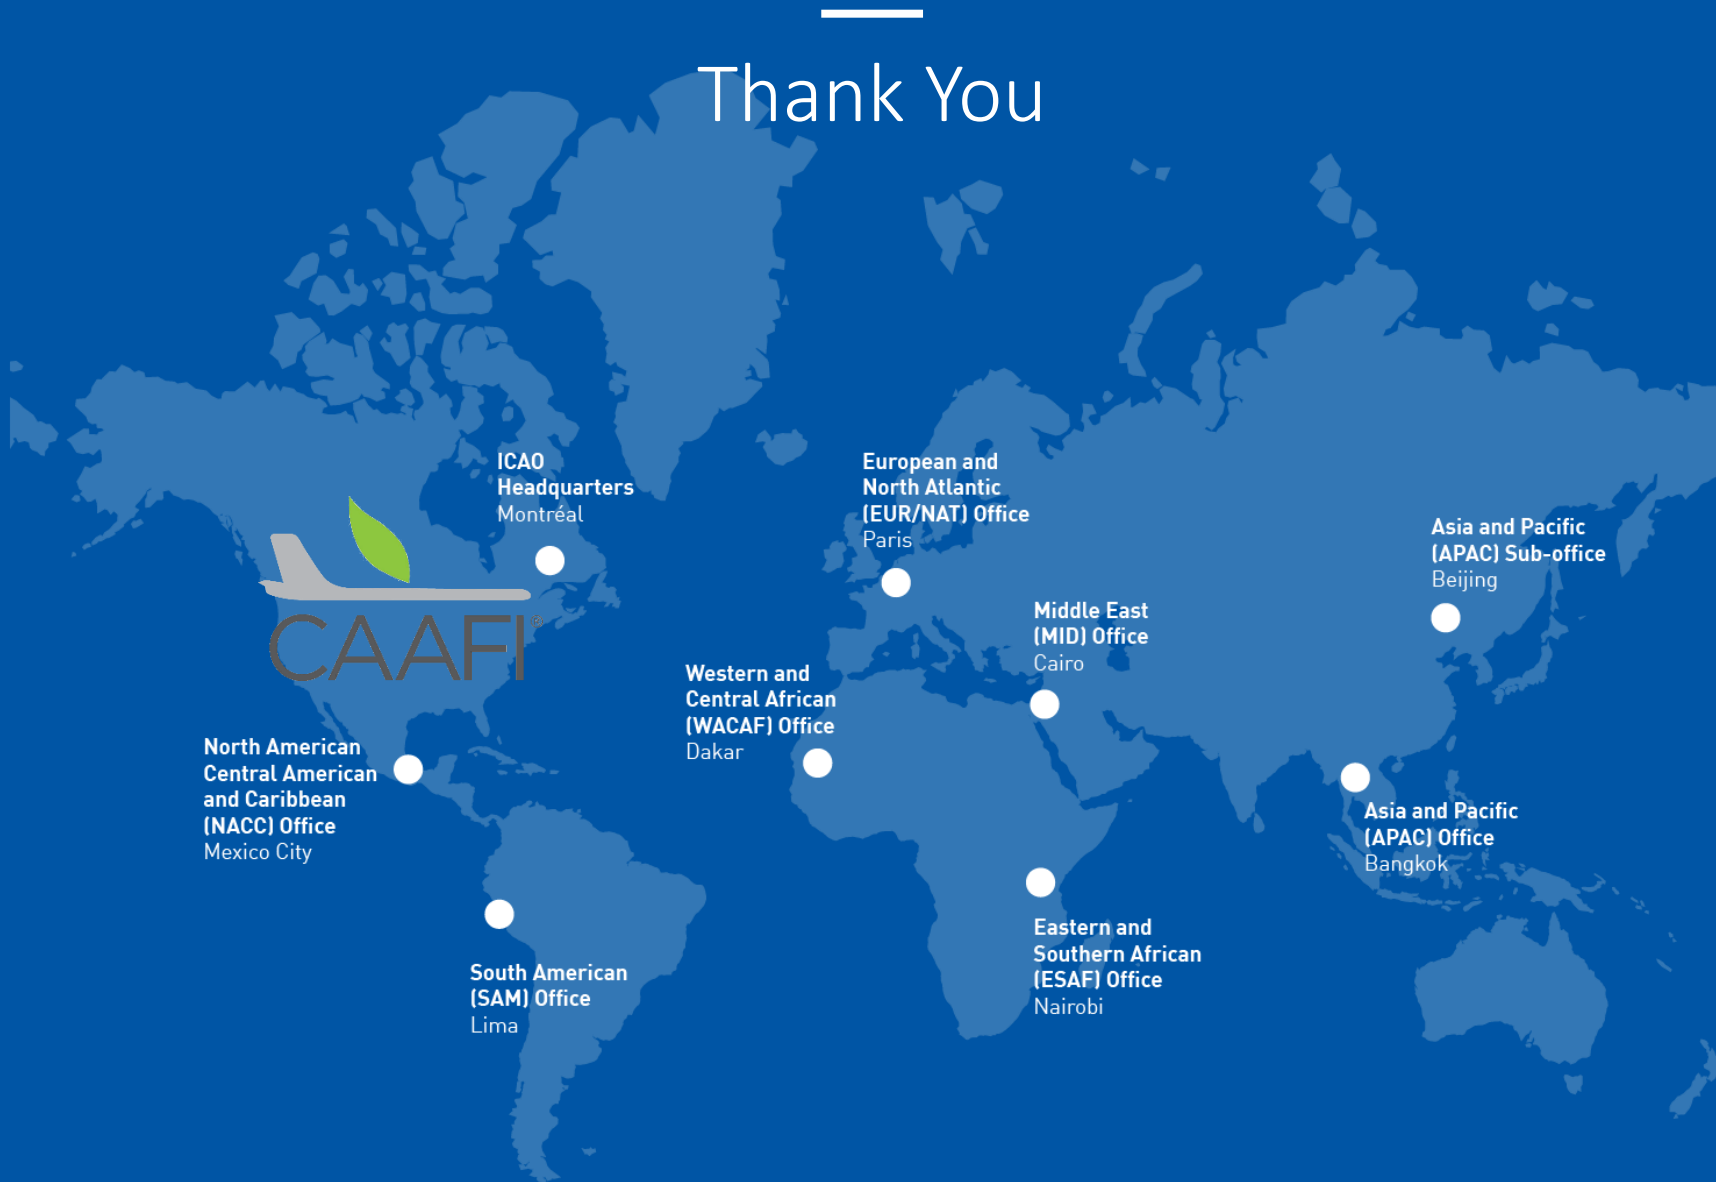 Thank You
ICAO
Headquarters
Montréal
European and
North Atlantic
(EUR/NAT) Office
Paris
Asia and Pacific
(APAC) Sub-office
Beijing
CAAFI®
Middle East
(MID) Office
Cairo
Western and
Central African
(WACAF) Office
Dakar
North American
Central American
and Caribbean
(NACC) Office
Mexico City
Asia and Pacific
(APAC) Office
Bangkok
Eastern and
Southern African
(ESAF) Office
Nairobi
South American
(SAM) Office
Lima